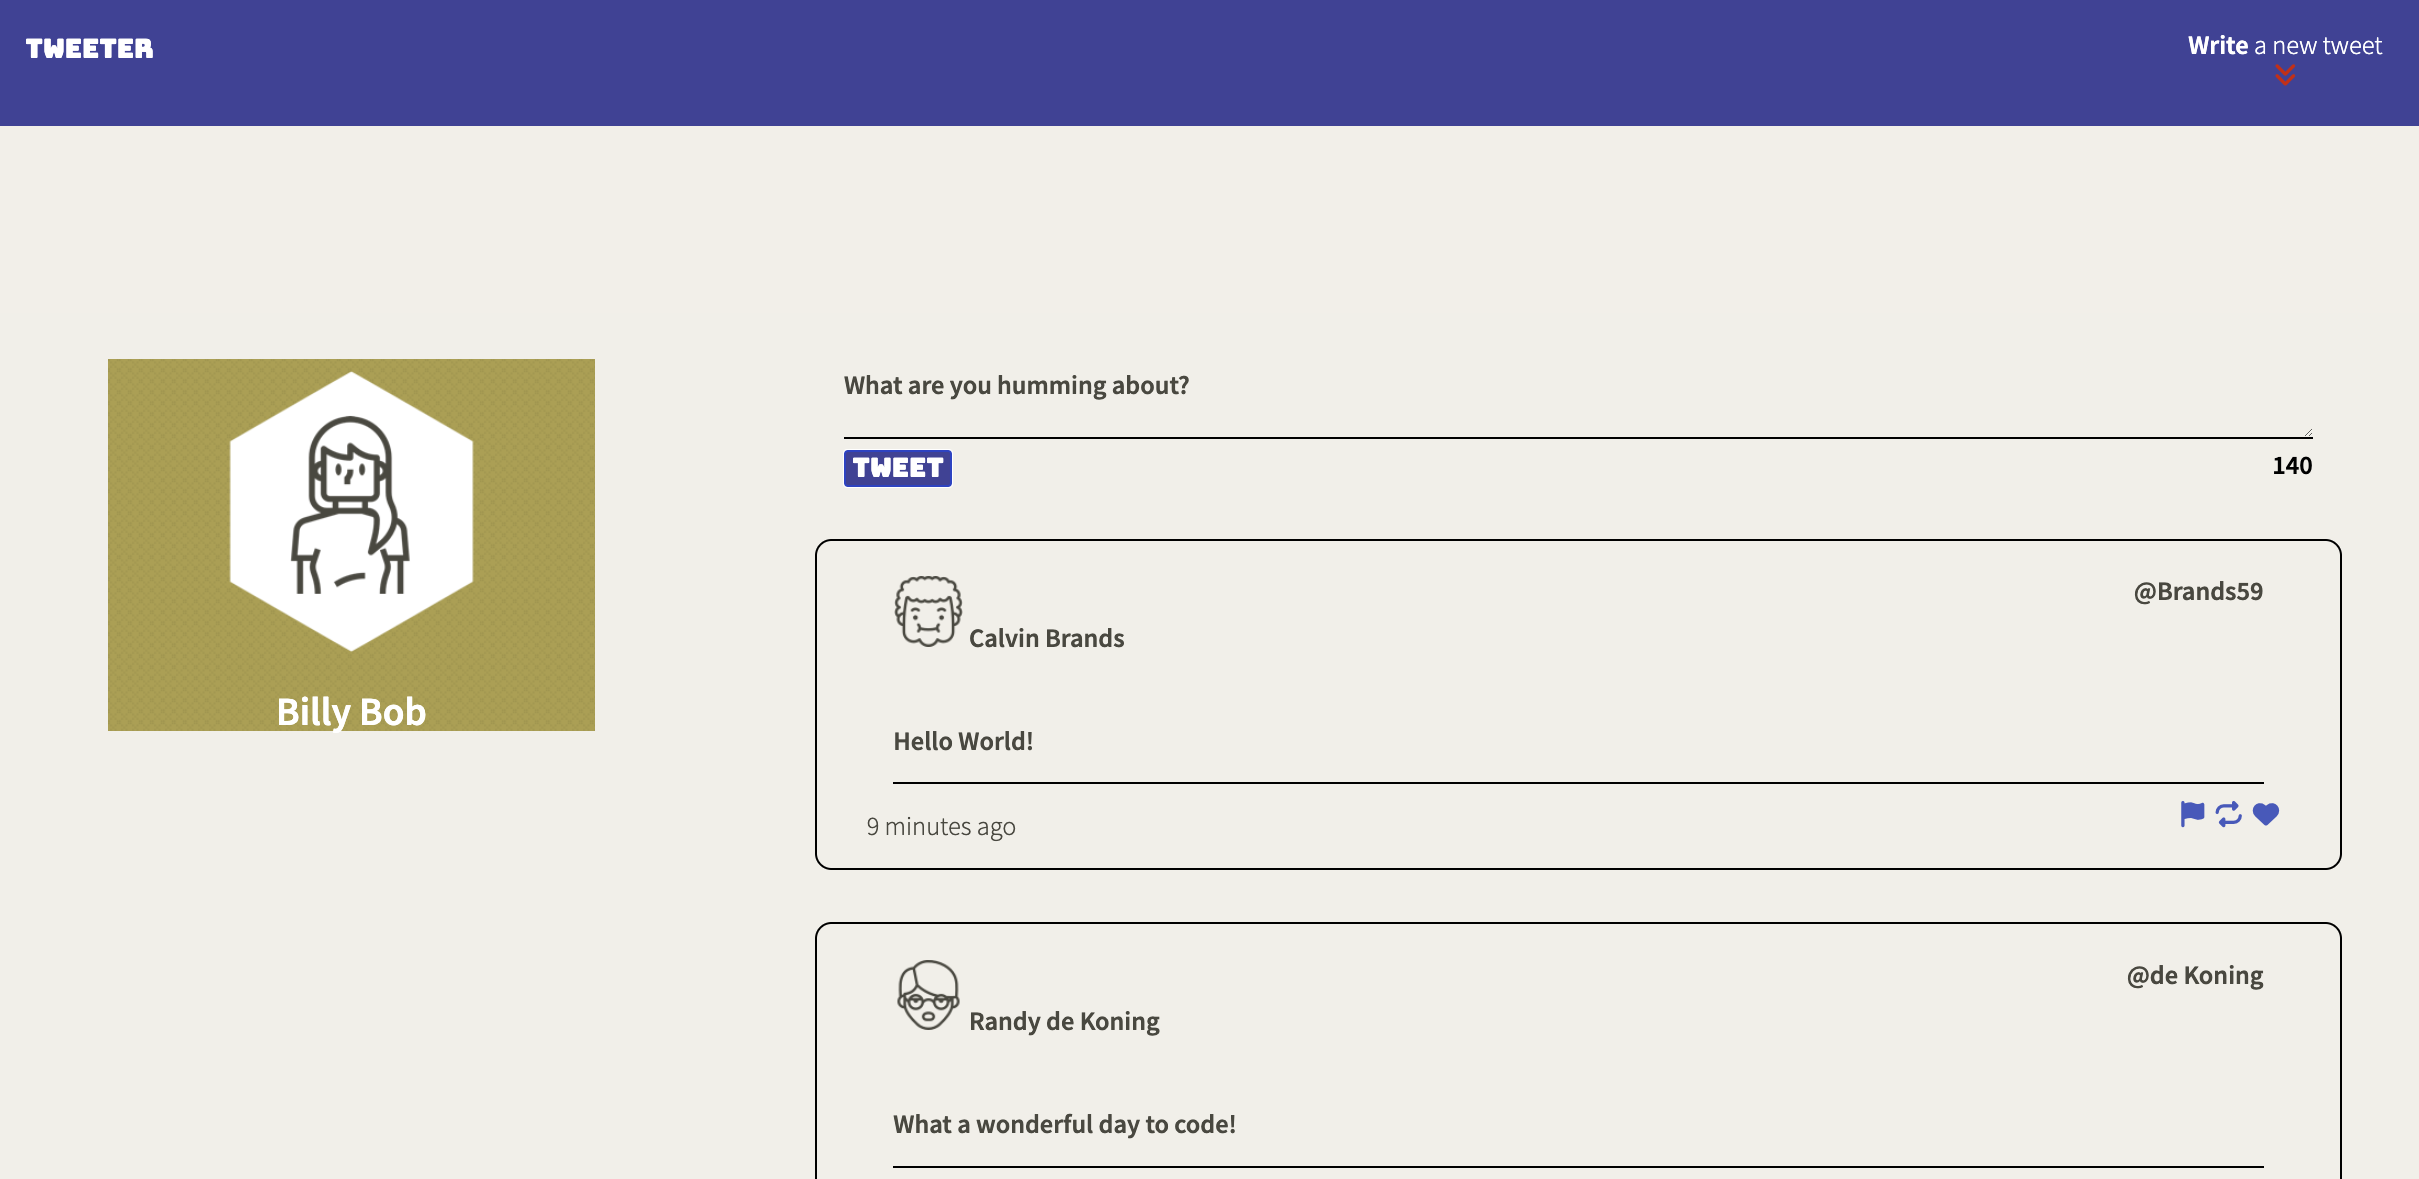 TWEETER
Write a new tweet
Billy Bob
What are you humming about?
TWEET
140
@Brands59
Calvin Brands
Hello World!
9 minutes ago
@de Koning
Randy de Koning
What a wonderful day to code!